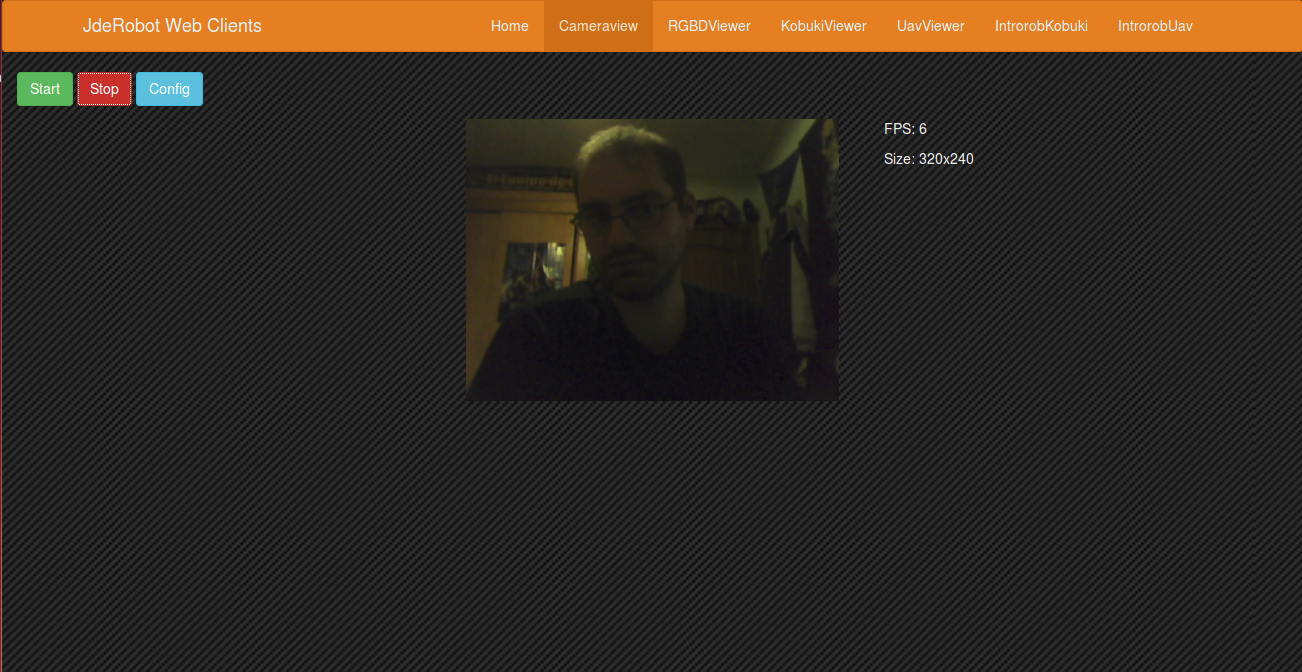 JdeRobot Web Clients Home Cameraview RGBDViewer KobukiViewer UavViewer IntrorobKobuki IntrorobUav
Start Stop Config
FPS: 6
Size: 320x240